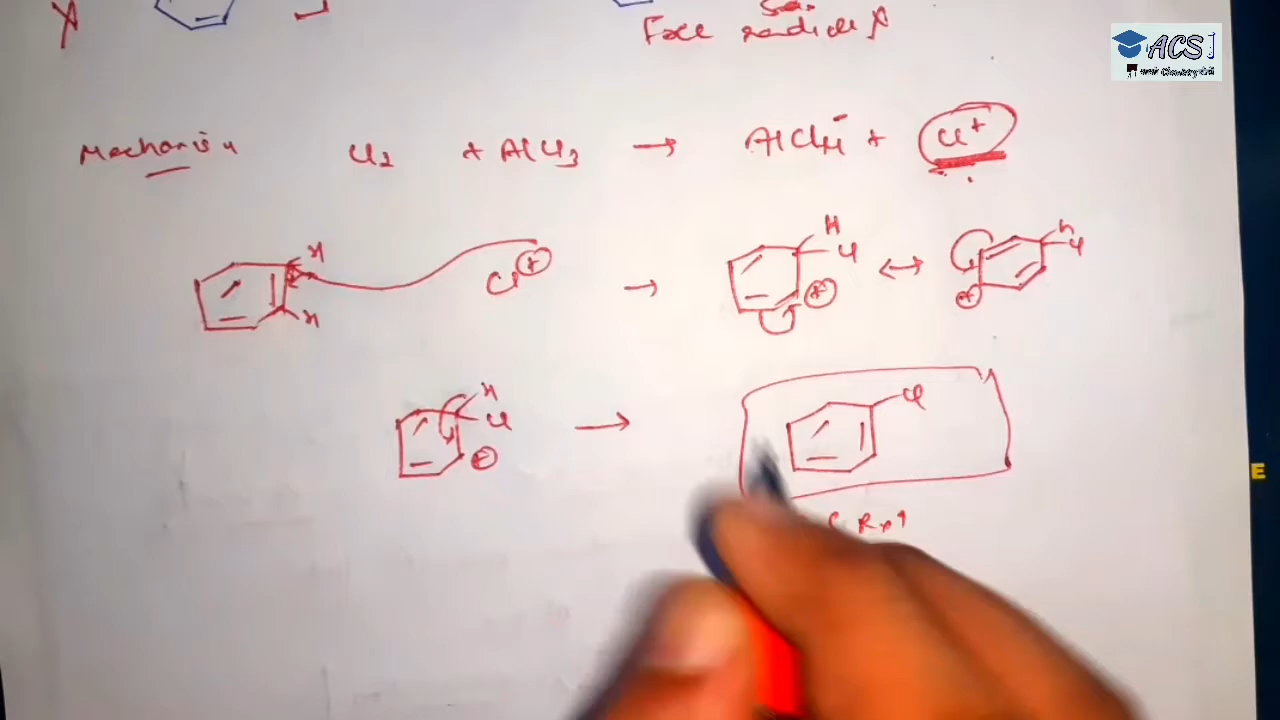 Free radical
ACS
Mechanism Cl2 + AlCl3 → AlCl4- + Cl+
H Cl + → H Cl + ↔ H Cl +
H
H Cl + → Cl
E